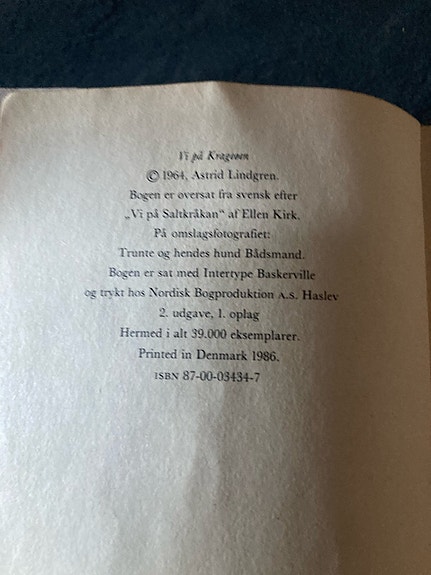 Vi på Krageøen
© 1964, Astrid Lindgren.
Bogen er oversat fra svensk efter
„Vi på Saltkråkan” af Ellen Kirk.
På omslagsfotografiet:
Trunte og hendes hund Bådsmand.
Bogen er sat med Intertype Baskerville
og trykt hos Nordisk Bogproduktion A.S. Haslev
2. udgave, 1. oplag
Hermed i alt 39.000 eksemplarer.
Printed in Denmark 1986.
ISBN 87-00-03434-7